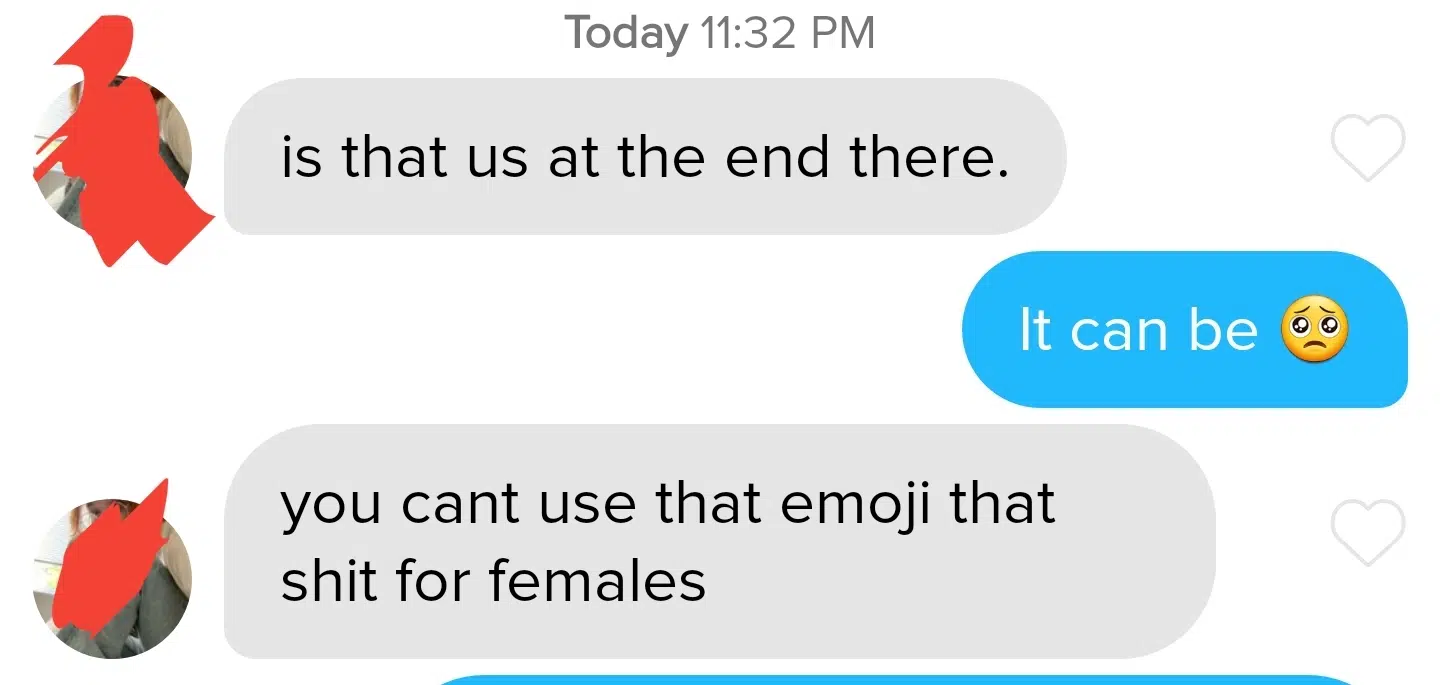 Today 11:32 PM
is that us at the end there.
It can be 🥺
you cant use that emoji that
shit for females